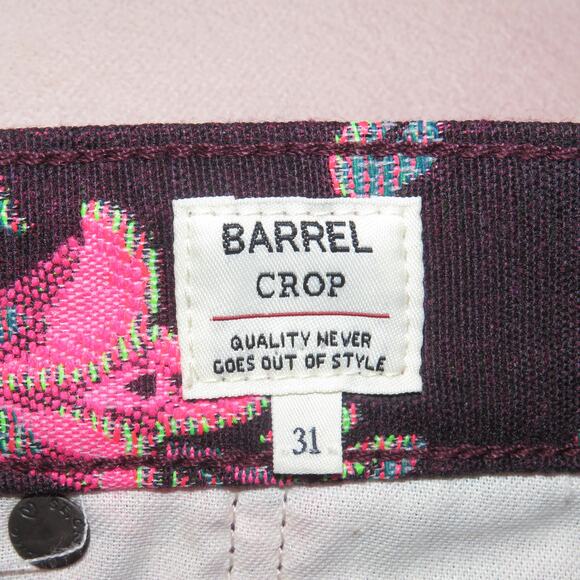 BARREL
CROP
QUALITY NEVER
GOES OUT OF STYLE
31